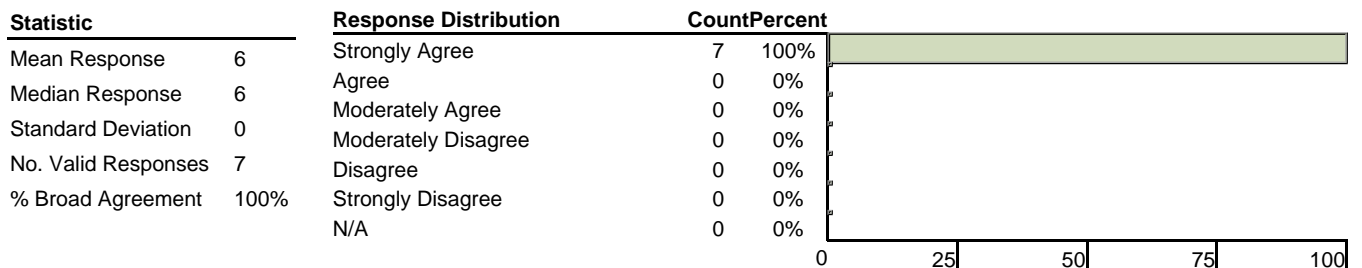 Statistic
Mean Response 6
Median Response 6
Standard Deviation 0
No. Valid Responses 7
% Broad Agreement 100%
Response Distribution CountPercent
Strongly Agree 7 100%
Agree 0 0%
Moderately Agree 0 0%
Moderately Disagree 0 0%
Disagree 0 0%
Strongly Disagree 0 0%
N/A 0 0%
0 25 50 75 100